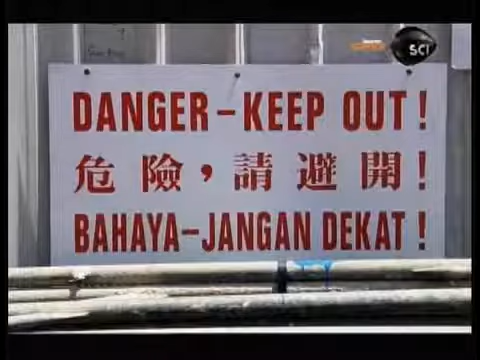 DANGER – KEEP OUT !
危險，請避開！
BAHAYA – JANGAN DEKAT !
SCI